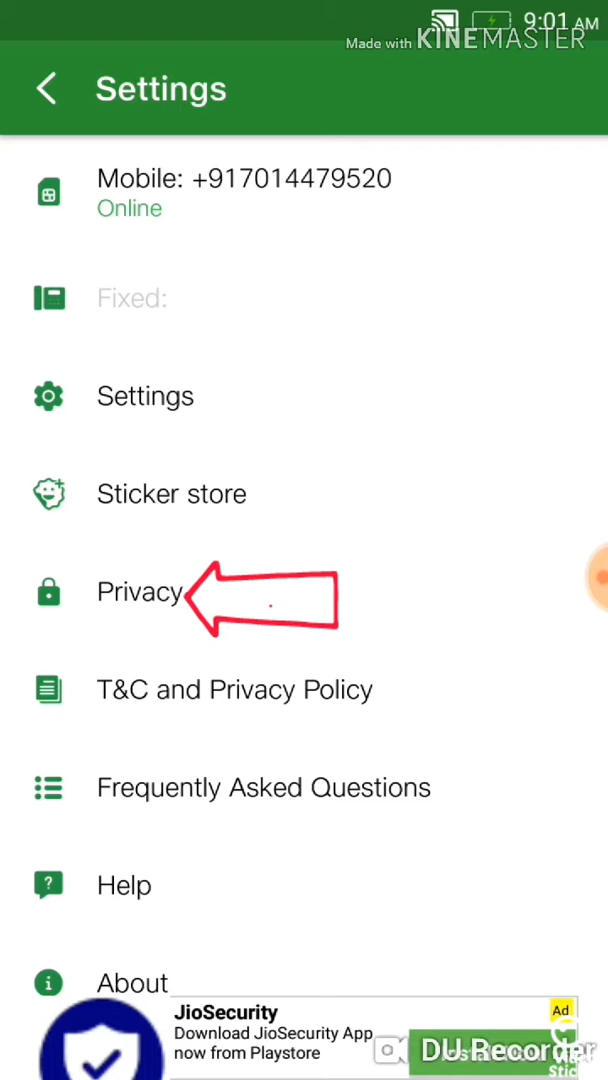 9:01 AM
Made with KINEMASTER
Settings
Mobile: +917014479520
Online
Fixed:
Settings
Sticker store
Privacy
T&C and Privacy Policy
Frequently Asked Questions
Help
About
JioSecurity
Ad
Download JioSecurity App
now from Playstore
DU Recorder